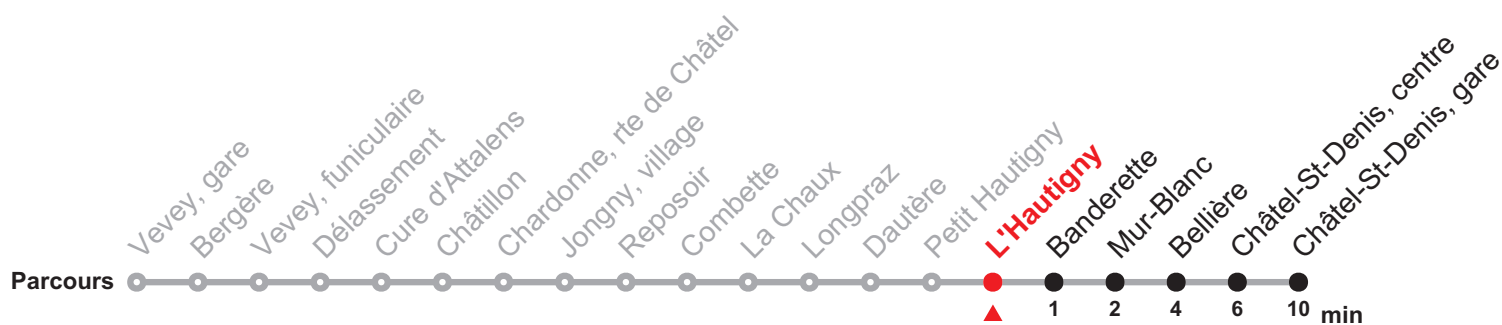 Vevey, gare
Bergère
Vevey, funiculaire
Délassement
Cure d'Attalens
Châtillon
Chardonne, rte de Châtel
Jongny, village
Reposoir
Combette
La Chaux
Longpraz
Dautère
Petit Hautigny
L'Hautigny
Banderette
Mur-Blanc
Bellière
Châtel-St-Denis, centre
Châtel-St-Denis, gare
Parcours
1 2 4 6 10 min